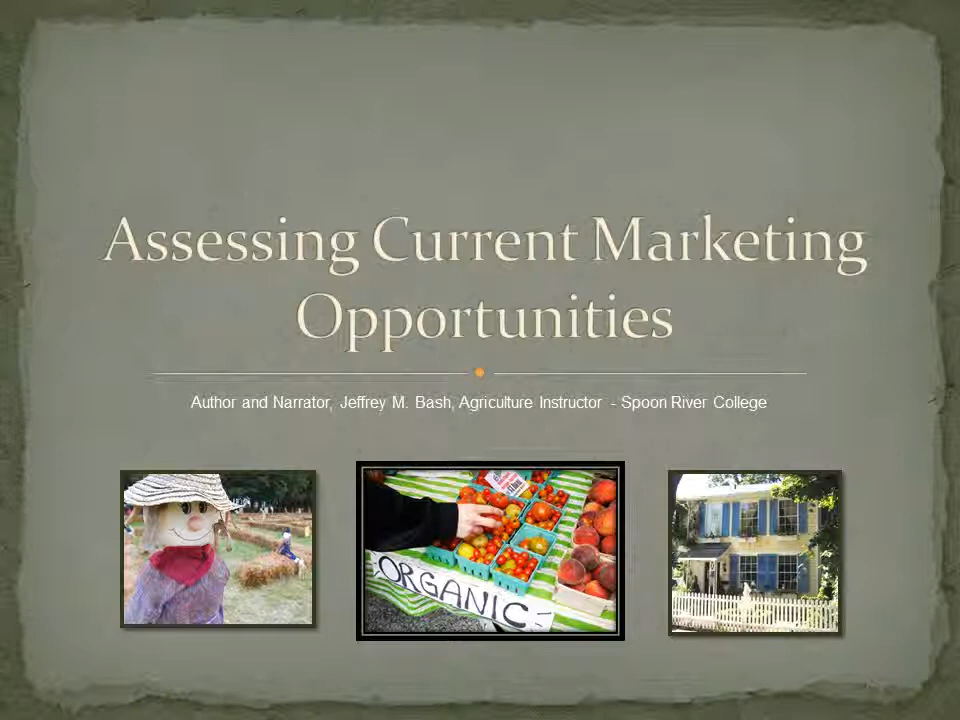 Assessing Current Marketing
Opportunities
Author and Narrator, Jeffrey M. Bash, Agriculture Instructor - Spoon River College
ORGANIC